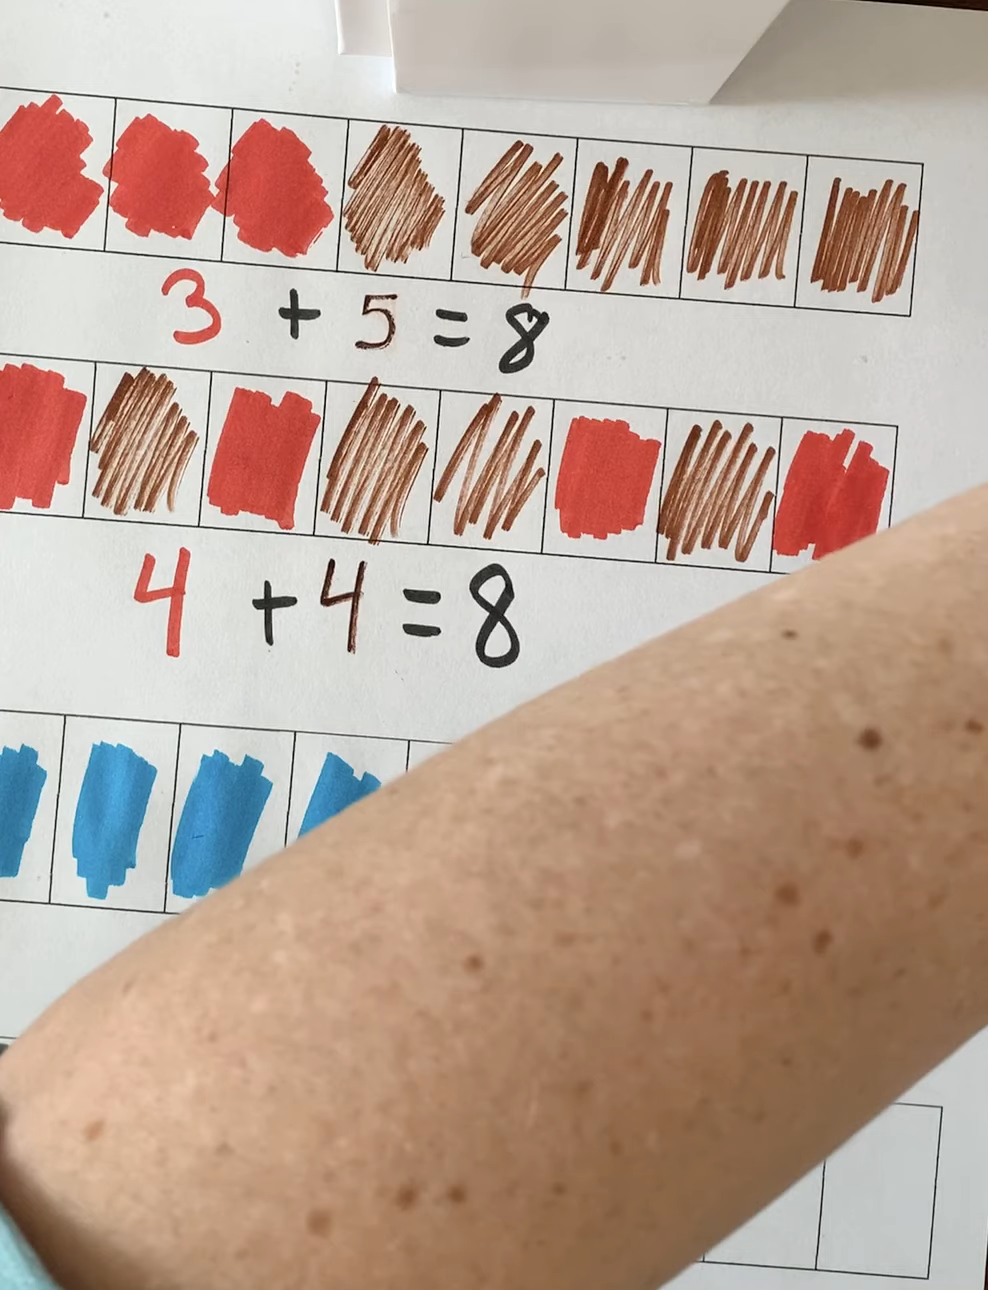 3 + 5 = 8
4 + 4 = 8